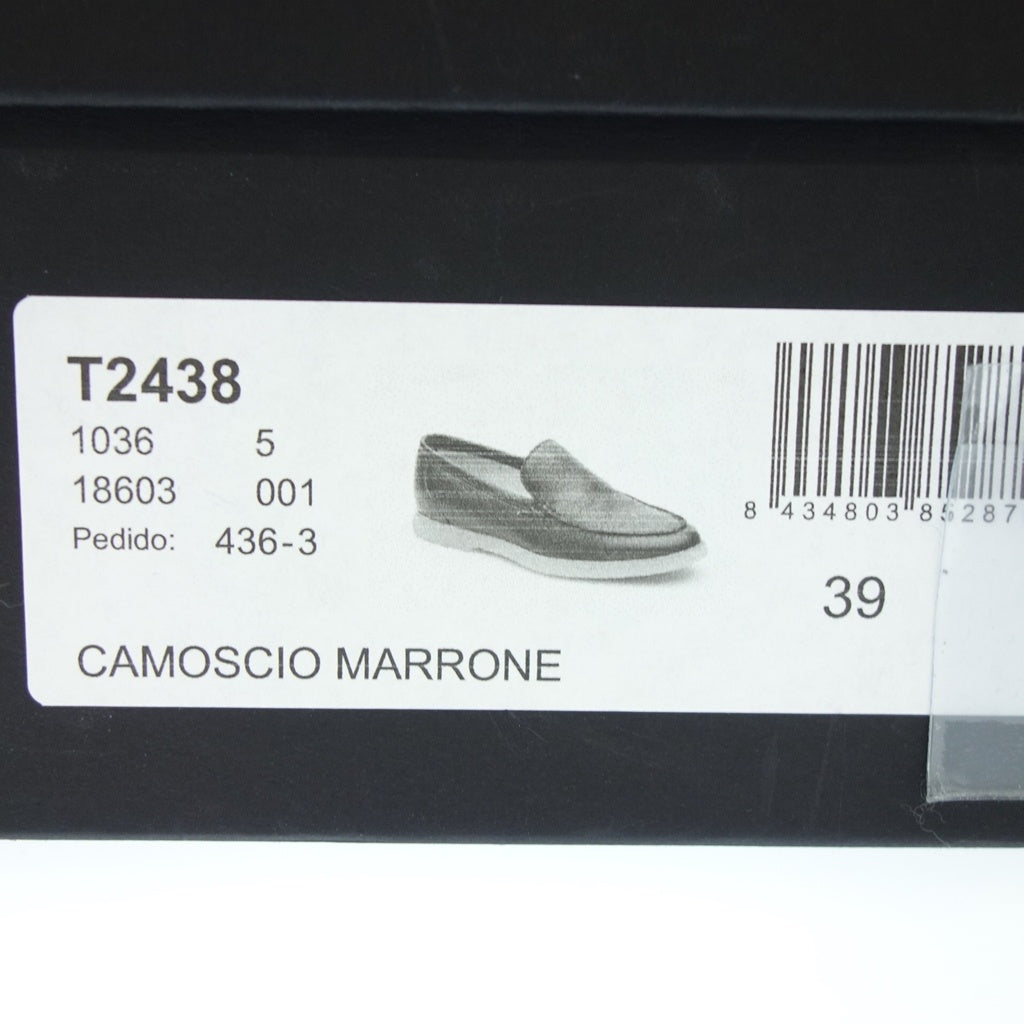 T2438
1036 5
18603 001
Pedido: 436-3
8 434803 85287
39
CAMOSCIO MARRONE